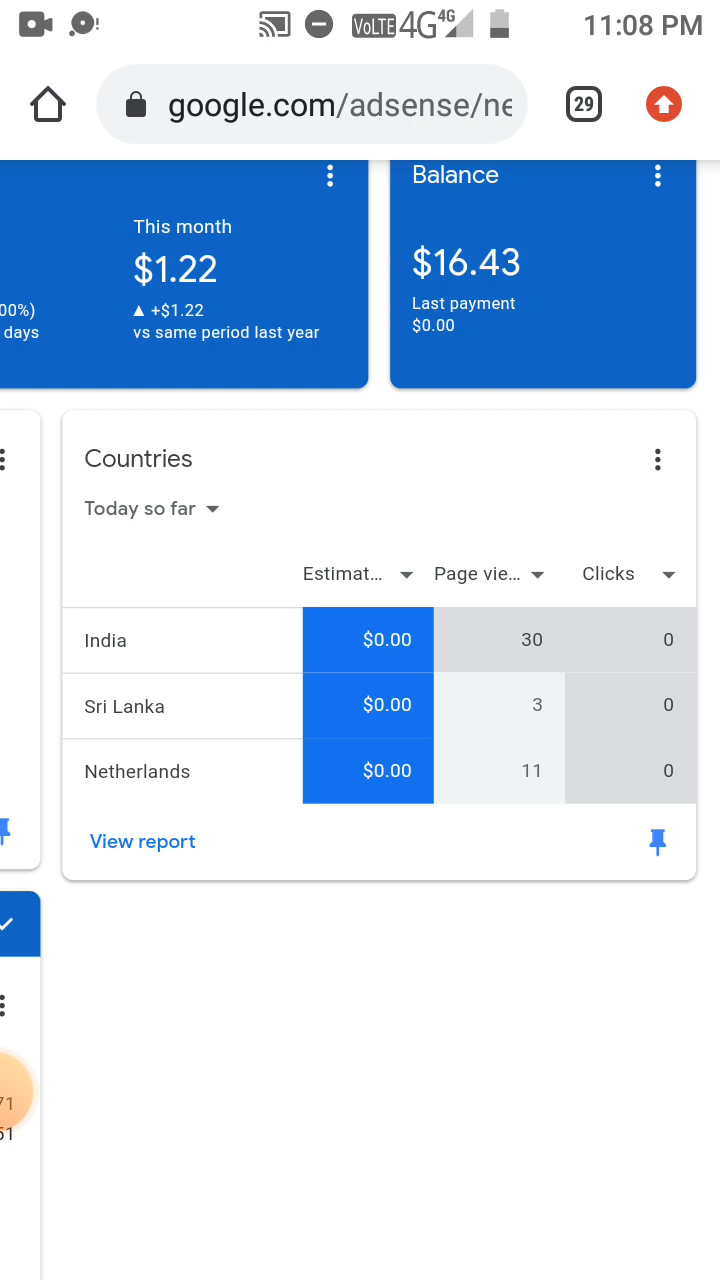 VoLTE 4G 4G 11:08 PM
google.com/adsense/ne
29
This month
$1.22
00%)
▲ +$1.22
days
vs same period last year
Balance
$16.43
Last payment
$0.00
Countries
Today so far
Estimat... Page vie... Clicks
India $0.00 30 0
Sri Lanka $0.00 3 0
Netherlands $0.00 11 0
View report
71
51